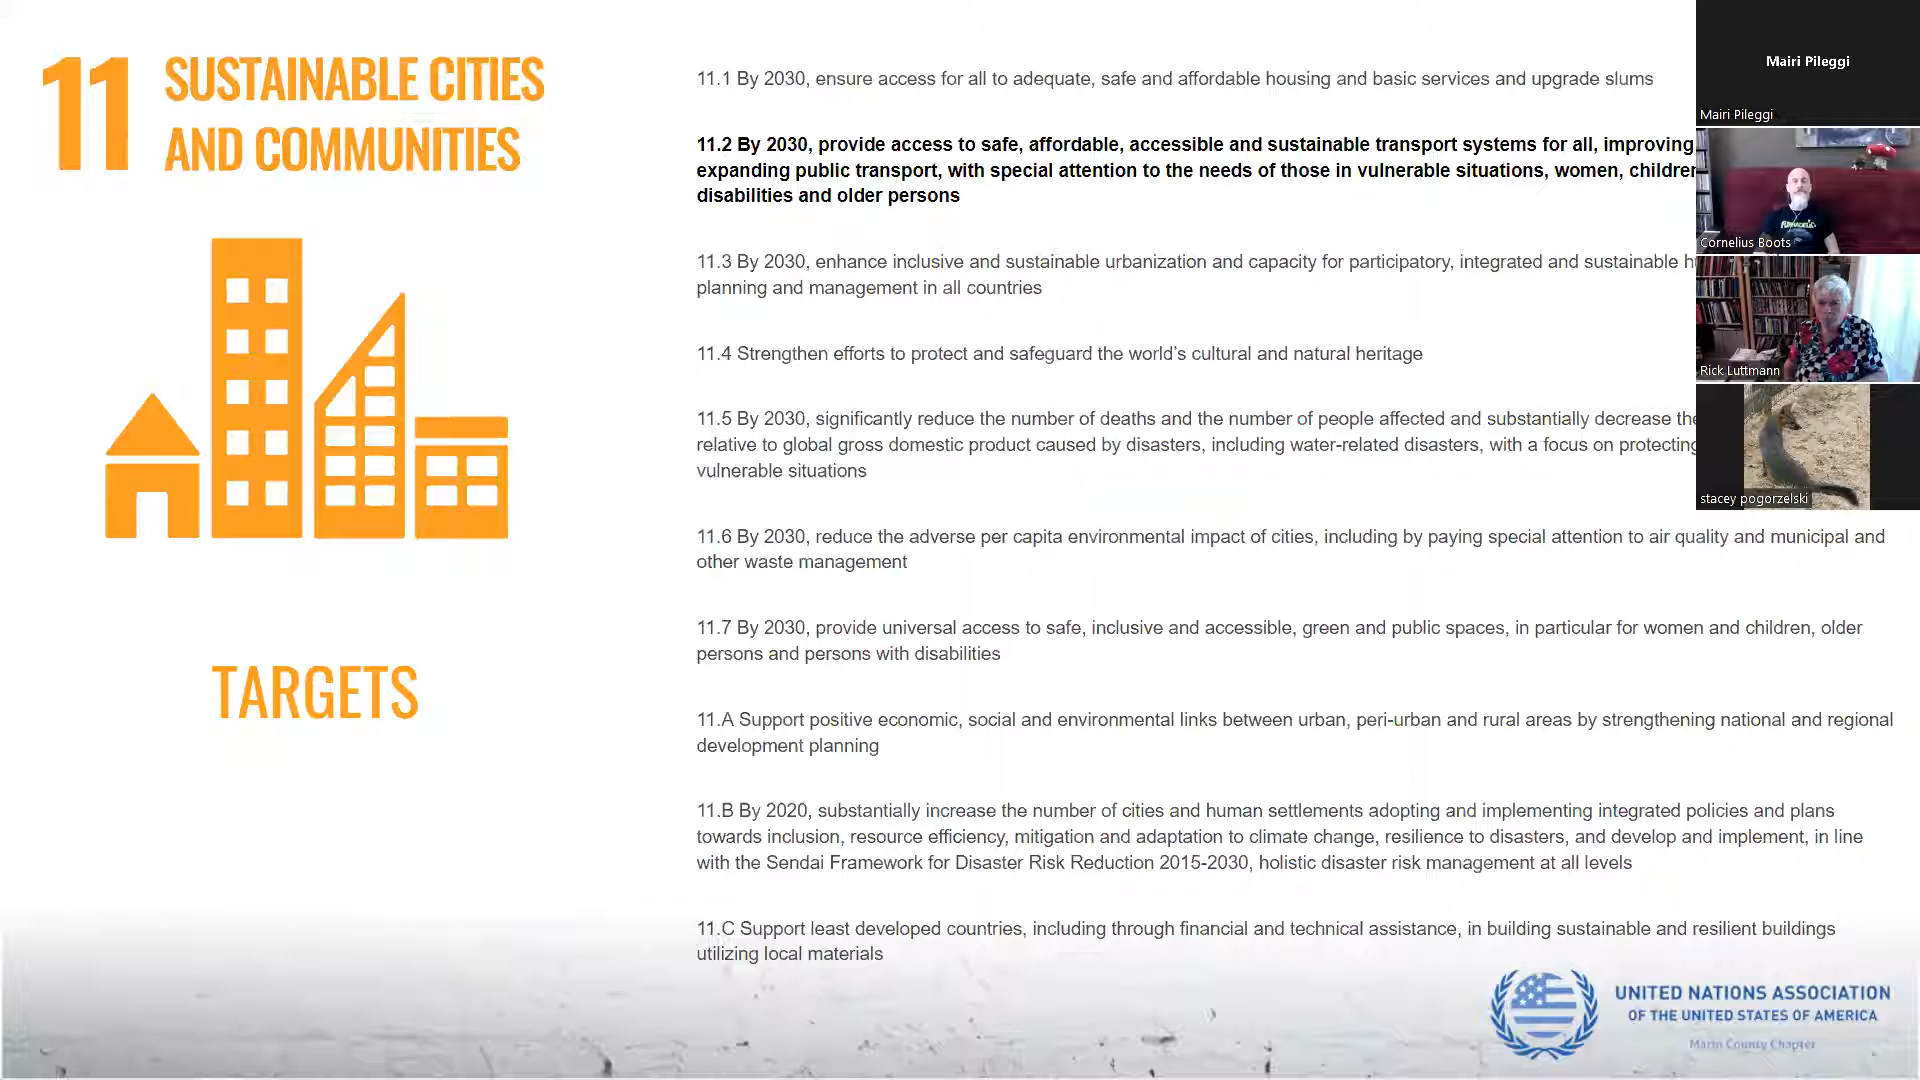 11
SUSTAINABLE CITIES
AND COMMUNITIES
TARGETS
11.1 By 2030, ensure access for all to adequate, safe and affordable housing and basic services and upgrade slums
11.2 By 2030, provide access to safe, affordable, accessible and sustainable transport systems for all, improving
expanding public transport, with special attention to the needs of those in vulnerable situations, women,
disabilities and older persons
11.3 By 2030, enhance inclusive and sustainable urbanization and capacity for participatory, integrated and sustainable
planning and management in all countries
11.4 Strengthen efforts to protect and safeguard the world’s cultural and natural heritage
11.5 By 2030, significantly reduce the number of deaths and the number of people affected and substantially decrease
relative to global gross domestic product caused by disasters, including water-related disasters, with a focus on protecting
vulnerable situations
11.6 By 2030, reduce the adverse per capita environmental impact of cities, including by paying special attention to air quality and municipal and
other waste management
11.7 By 2030, provide universal access to safe, inclusive and accessible, green and public spaces, in particular for women and children, older
persons and persons with disabilities
11.A Support positive economic, social and environmental links between urban, peri-urban and rural areas by strengthening national and regional
development planning
11.B By 2020, substantially increase the number of cities and human settlements adopting and implementing integrated policies and plans
towards inclusion, resource efficiency, mitigation and adaptation to climate change, resilience to disasters, and develop and implement, in line
with the Sendai Framework for Disaster Risk Reduction 2015-2030, holistic disaster risk management at all levels
11.C Support least developed countries, including through financial and technical assistance, in building sustainable and resilient buildings
utilizing local materials
UNITED NATIONS ASSOCIATION
OF THE UNITED STATES OF AMERICA
Marin County Chapter
Mairi Pileggi
Mairi Pileggi
Cornelius Boots
Rick Luttmann
stacey pogorzelski